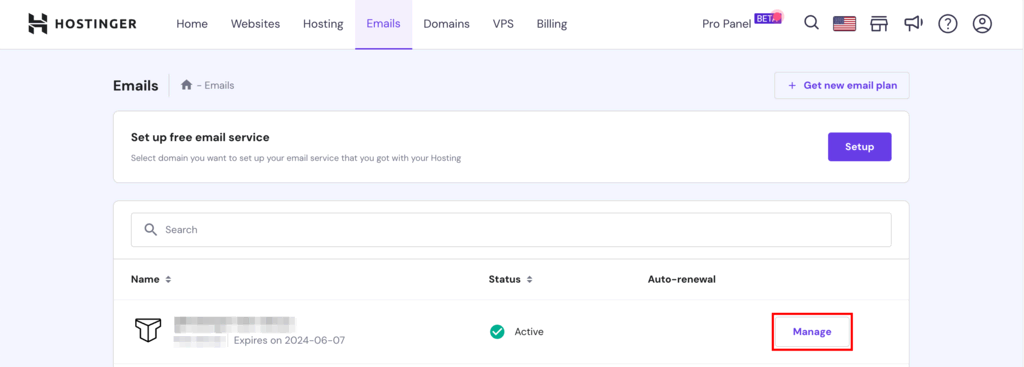 HOSTINGER Home Websites Hosting Emails Domains VPS Billing Pro Panel BETA
Emails - Emails + Get new email plan
Set up free email service
Select domain you want to set up your email service that you got with your Hosting
Setup
Search
Name Status Auto-renewal
Expires on 2024-06-07 Active Manage